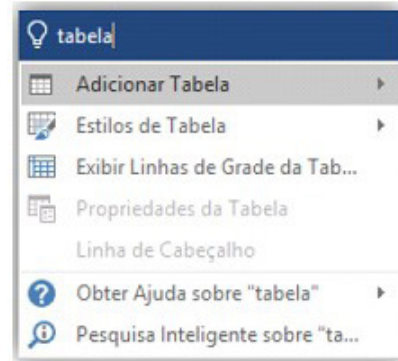 tabela
Adicionar Tabela
Estilos de Tabela
Exibir Linhas de Grade da Tab...
Propriedades da Tabela
Linha de Cabeçalho
Obter Ajuda sobre "tabela"
Pesquisa Inteligente sobre "ta...